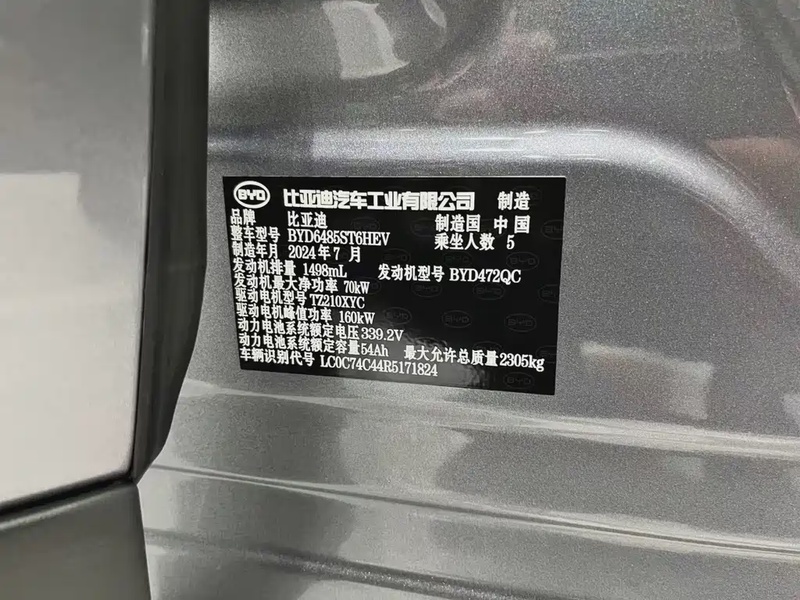 BYD 比亚迪汽车工业有限公司 制造
品牌 比亚迪 制造国 中国
整车型号 BYD6485ST6HEV 乘坐人数 5
制造年月 2024年7月
发动机排量 1498mL 发动机型号 BYD472QC
发动机最大净功率 70kW
驱动电机型号 TZ210XYC
驱动电机峰值功率 160kW
动力电池系统额定电压 339.2V
动力电池系统额定容量 54Ah 最大允许总质量 2305kg
车辆识别代号 LC0C74C44R5171824